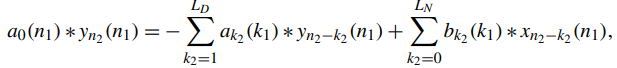 $a_0(n_1) * y_{n_2}(n_1) = -\sum_{k_2=1}^{L_D} a_{k_2}(k_1) * y_{n_2-k_2}(n_1) + \sum_{k_2=0}^{L_N} b_{k_2}(k_1) * x_{n_2-k_2}(n_1),$